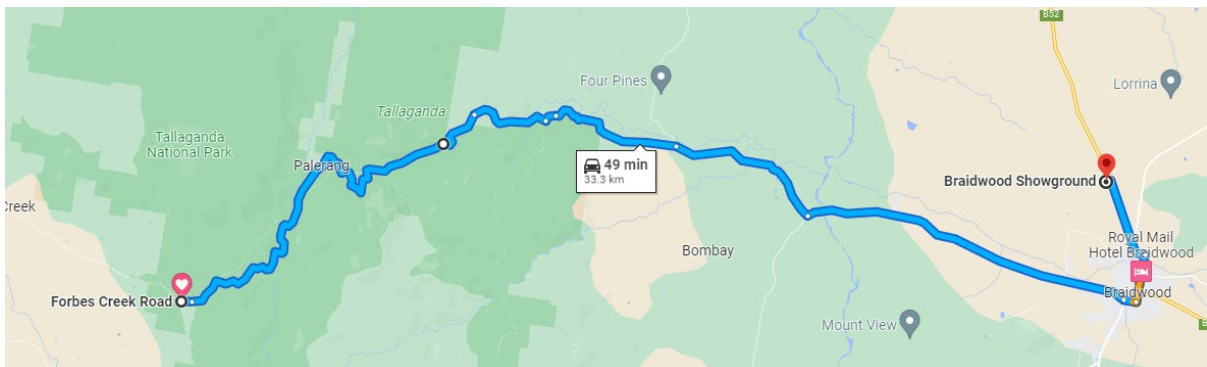 B52
Four Pines
Lorrina
Tallaganda
Tallaganda
National Park
Palerang
49 min
33.3 km
Braidwood Showground
Creek
Royal Mail
Hotel Braidwood
Bombay
Forbes Creek Road
Braidwood
Mount View